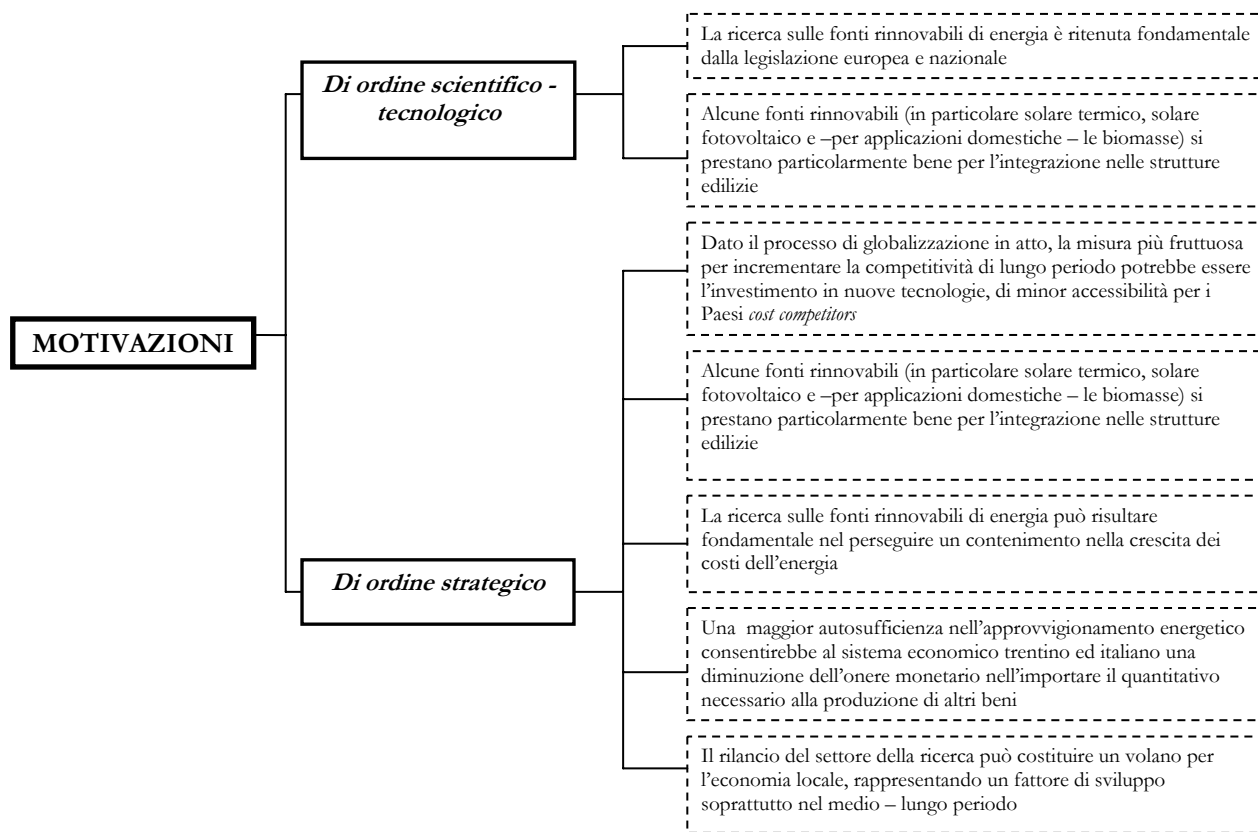 MOTIVAZIONI
Di ordine scientifico -
tecnologico
La ricerca sulle fonti rinnovabili di energia è ritenuta fondamentale
dalla legislazione europea e nazionale
Alcune fonti rinnovabili (in particolare solare termico, solare
fotovoltaico e –per applicazioni domestiche – le biomasse) si
prestano particolarmente bene per l’integrazione nelle strutture
edilizie
Di ordine strategico
Dato il processo di globalizzazione in atto, la misura più fruttuosa
per incrementare la competitività di lungo periodo potrebbe essere
l’investimento in nuove tecnologie, di minor accessibilità per i
Paesi cost competitors
Alcune fonti rinnovabili (in particolare solare termico, solare
fotovoltaico e –per applicazioni domestiche – le biomasse) si
prestano particolarmente bene per l’integrazione nelle strutture
edilizie
La ricerca sulle fonti rinnovabili di energia può risultare
fondamentale nel perseguire un contenimento nella crescita dei
costi dell’energia
Una  maggior autosufficienza nell’approvvigionamento energetico
consentirebbe al sistema economico trentino ed italiano una
diminuzione dell’onere monetario nell’importare il quantitativo
necessario alla produzione di altri beni
Il rilancio del settore della ricerca può costituire un volano per
l’economia locale, rappresentando un fattore di sviluppo
soprattutto nel medio – lungo periodo